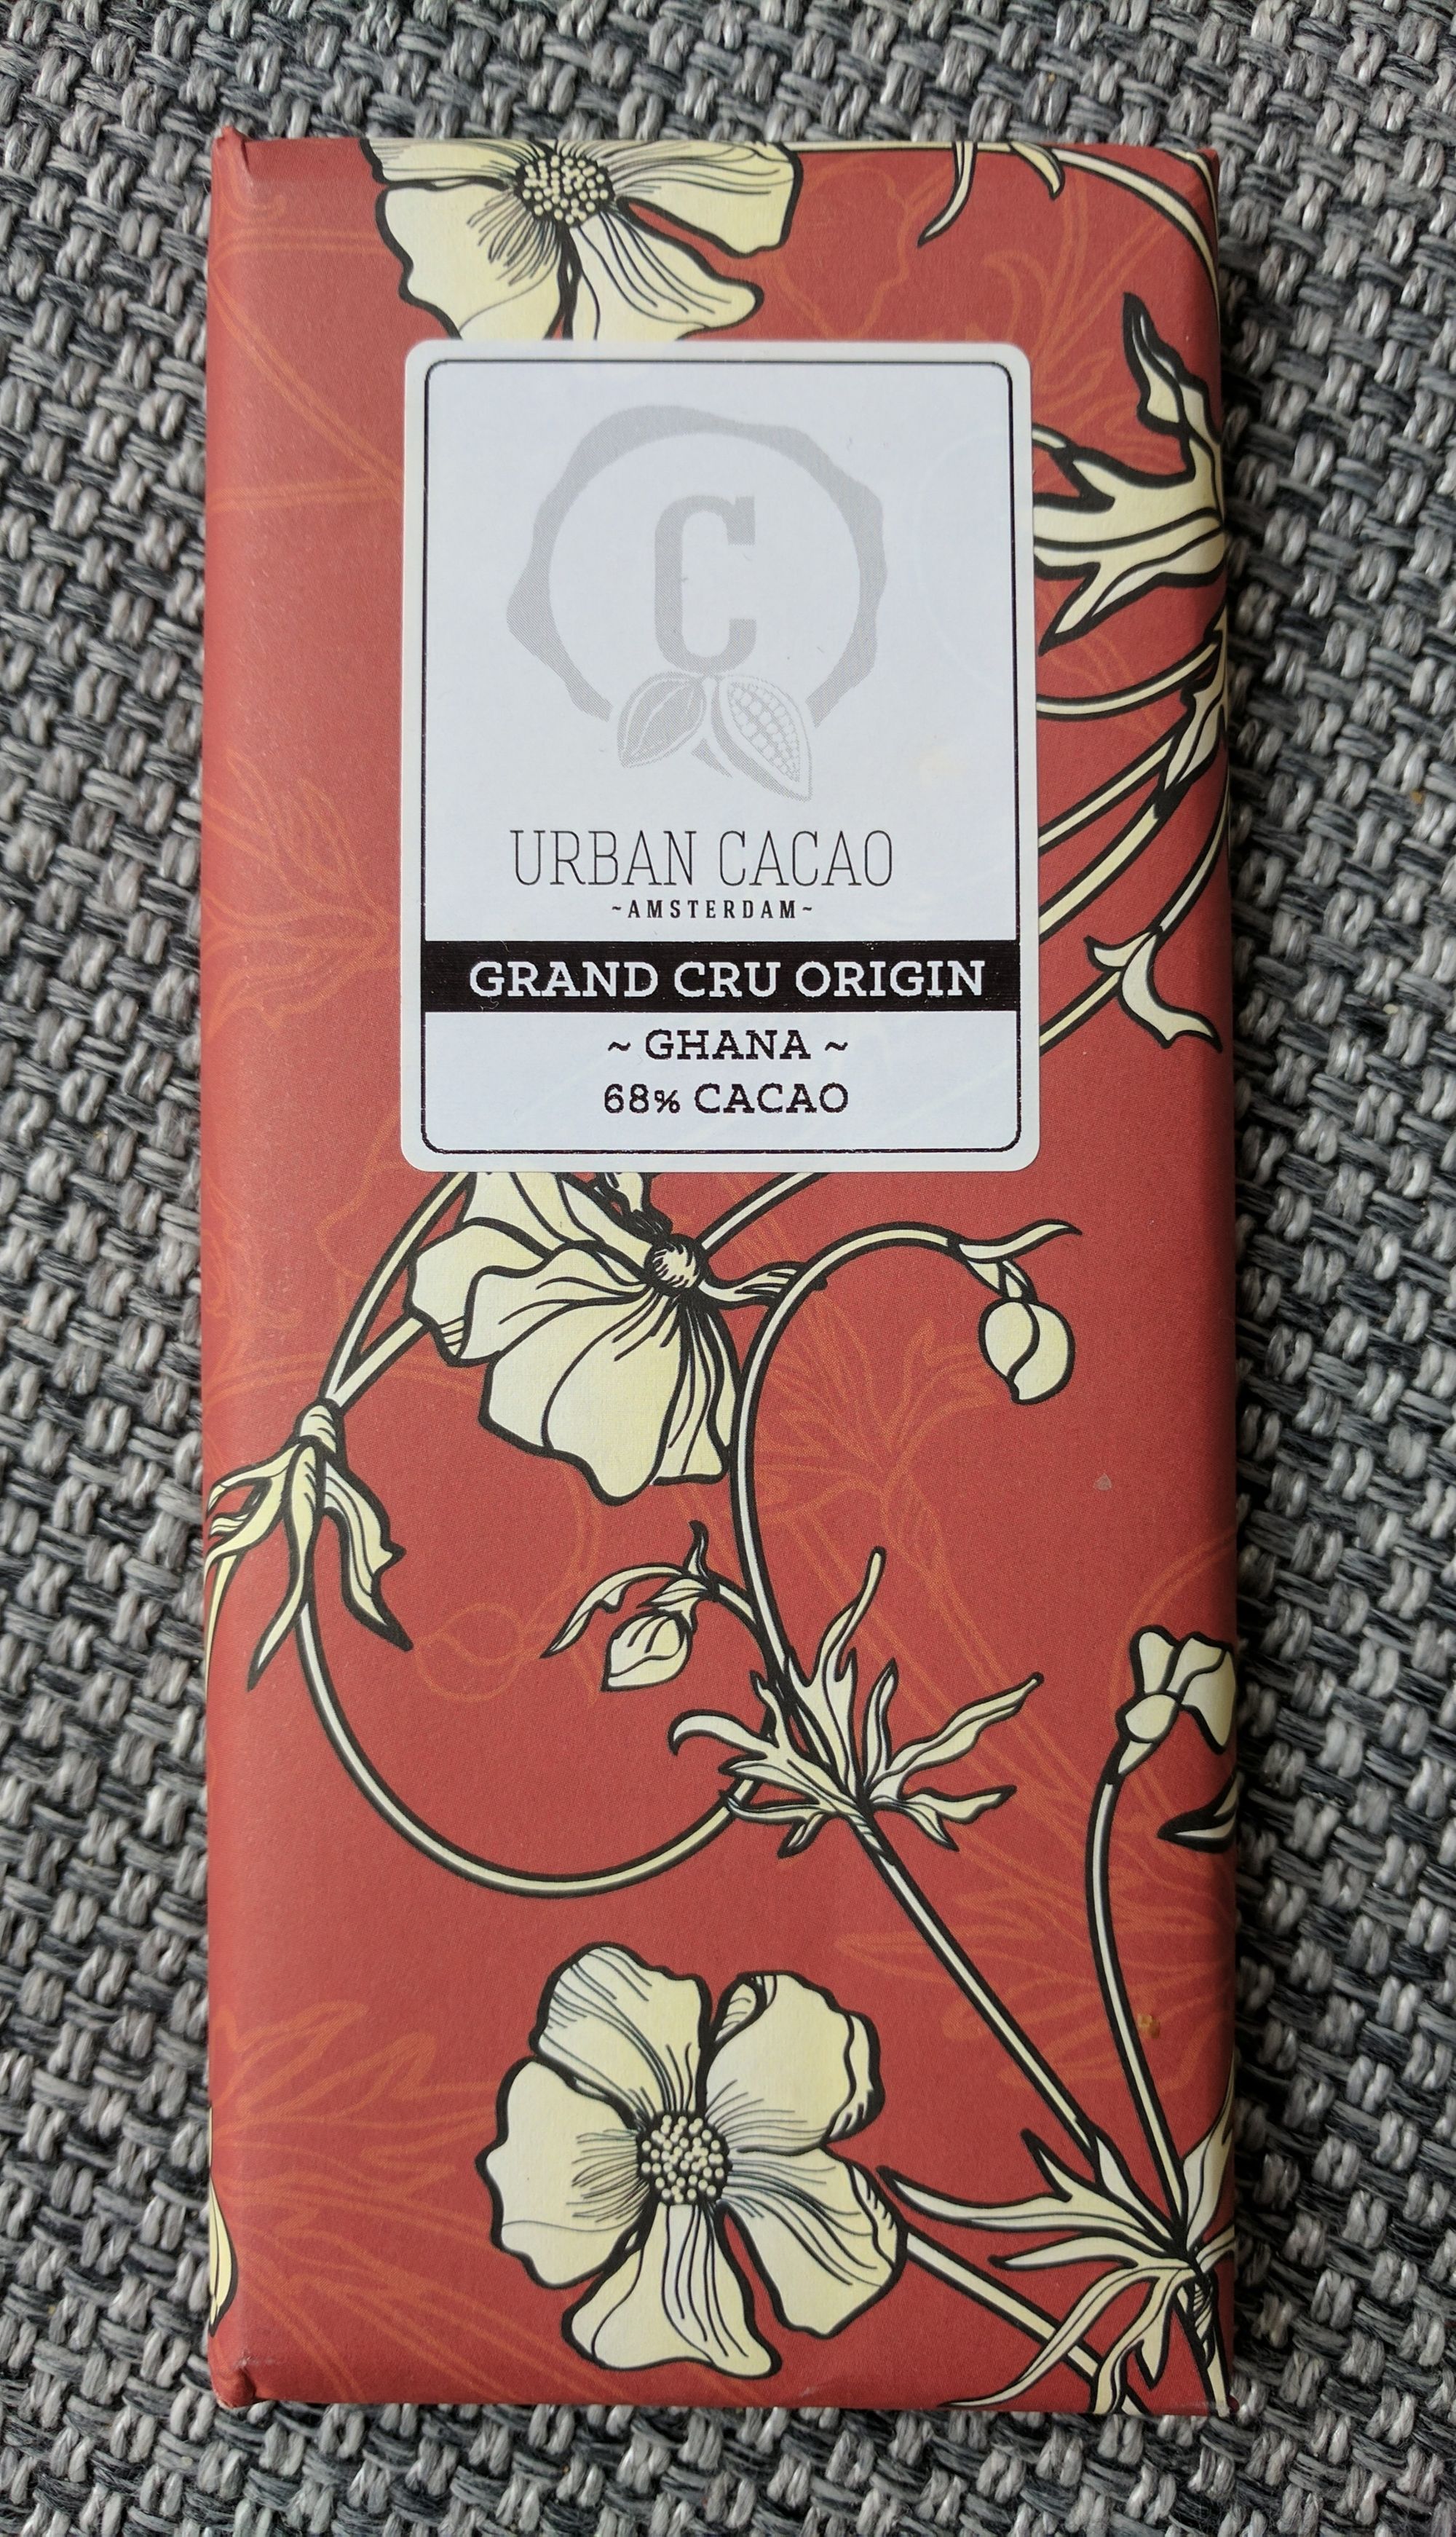 C
URBAN CACAO
~AMSTERDAM~
GRAND CRU ORIGIN
~ GHANA ~
68% CACAO